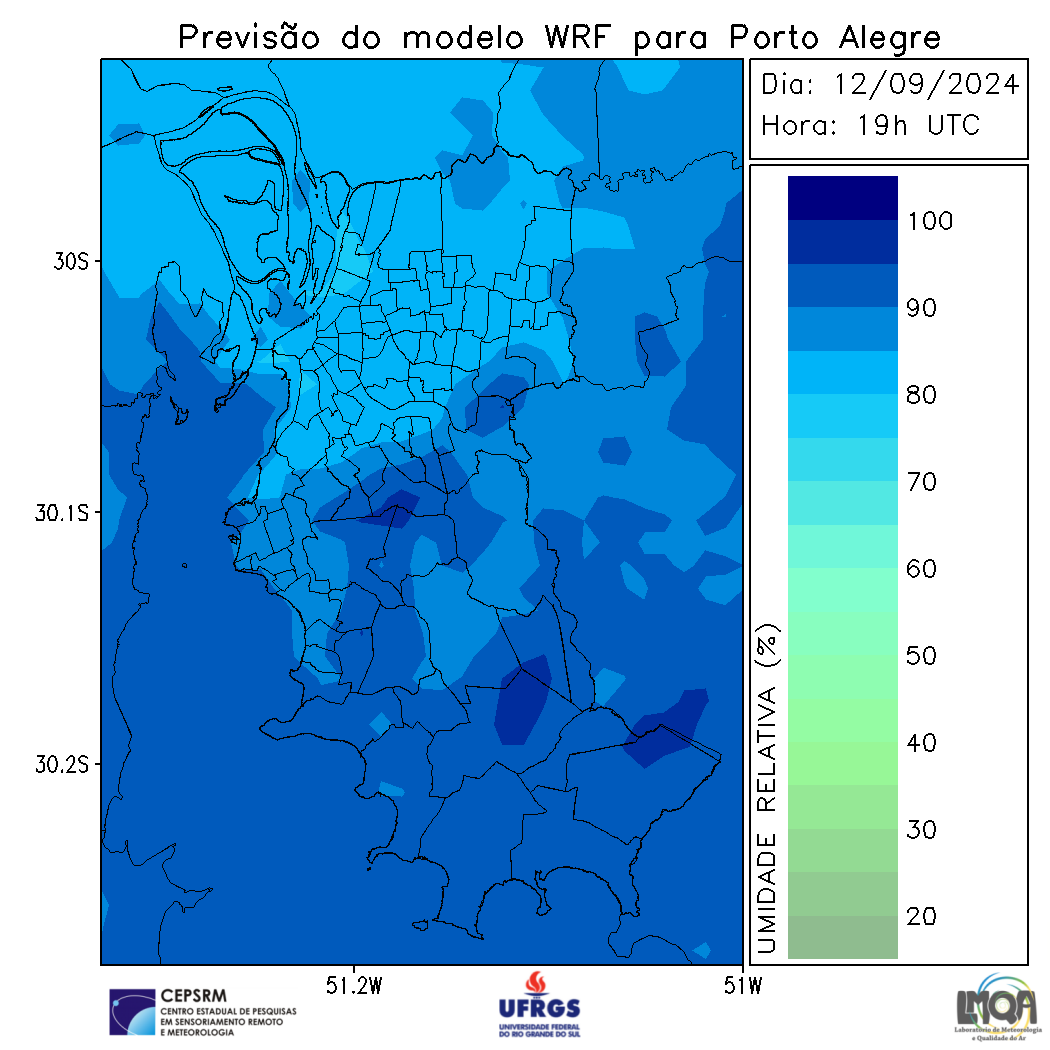 Previsão do modelo WRF para Porto Alegre
Dia: 12/09/2024
Hora: 19h UTC
30S
30.1S
30.2S
51.2W
51W
UMIDADE RELATIVA (%)
100
90
80
70
60
50
40
30
20
CEPSRM
CENTRO ESTADUAL DE PESQUISAS
EM SENSORIAMENTO REMOTO
E METEOROLOGIA
UFRGS
UNIVERSIDADE FEDERAL
DO RIO GRANDE DO SUL
LMQA
Laboratório de Meteorologia
e Qualidade do Ar